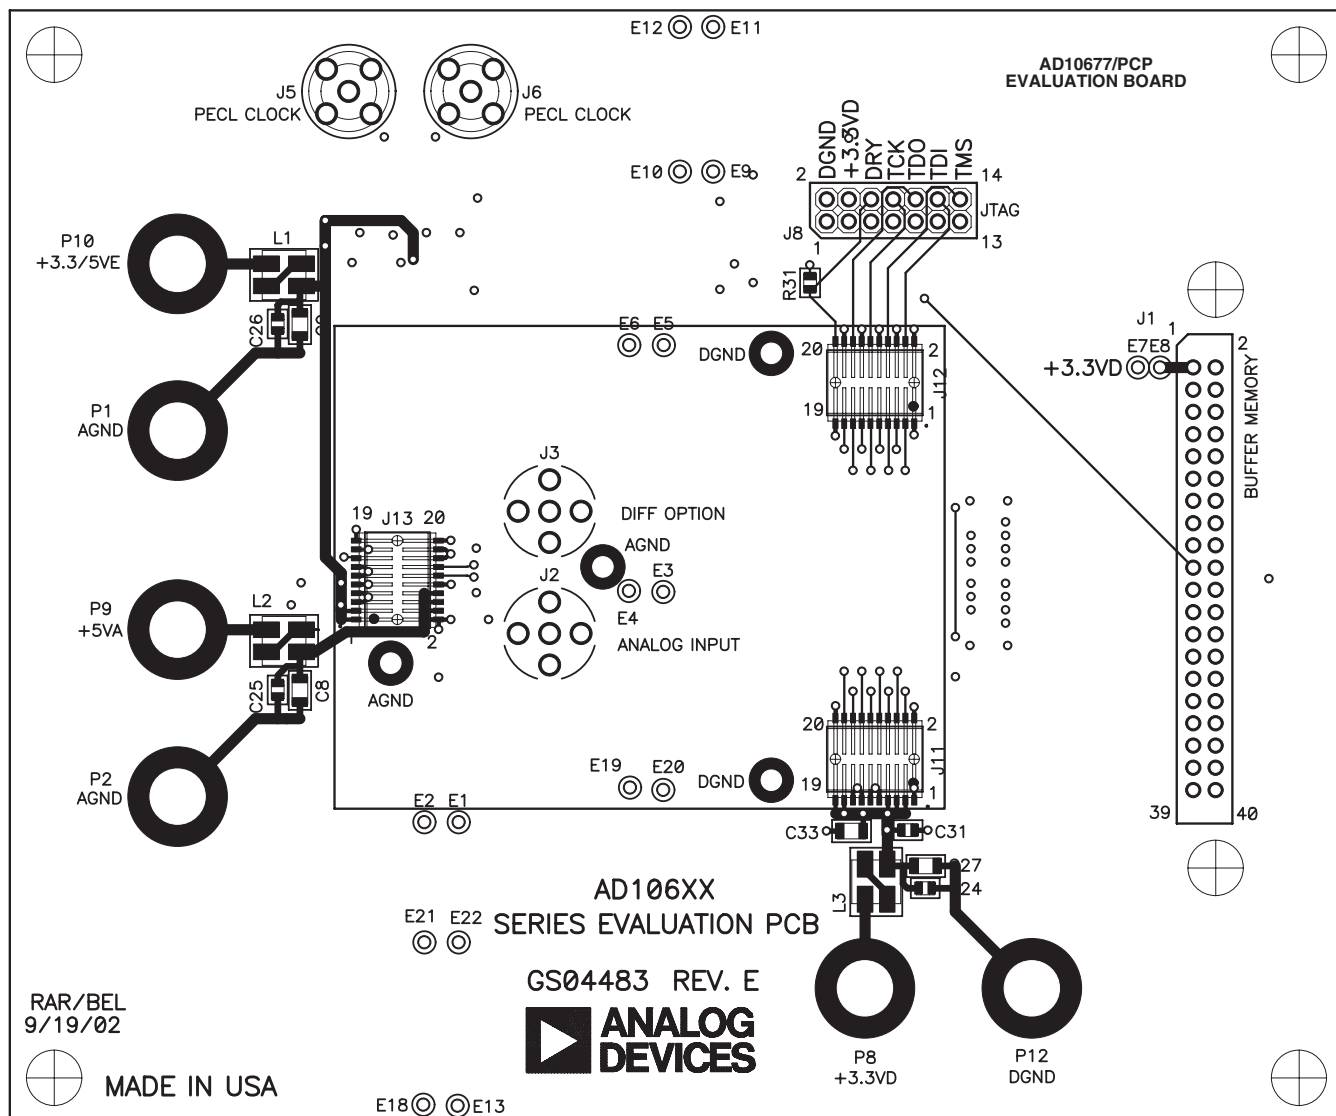 E12 E11
AD10677/PCP
EVALUATION BOARD
J5
PECL CLOCK
J6
PECL CLOCK
DGND
+3.3VD
DRY
TCK
TDO
TDI
TMS
2 14
E10 E9
JTAG
J8
1 13
P10
+3.3/5VE
L1
R31
C26
J1
1 2
E7 E8
+3.3VD
BUFFER MEMORY
E6 E5
DGND
20 2
J12
19 1
P1
AGND
J3
DIFF OPTION
19 J13 20
AGND
J2
E3
E4
ANALOG INPUT
P9
+5VA
L2
1 2
AGND
C25
C8
20 2
J11
19 1
E19 E20
DGND
P2
AGND
E2 E1
39 40
C33 C31
27
24
L3
AD106XX
SERIES EVALUATION PCB
E21 E22
GS04483 REV. E
RAR/BEL
9/19/02
ANALOG
DEVICES
P8
+3.3VD
P12
DGND
MADE IN USA
E18 E13